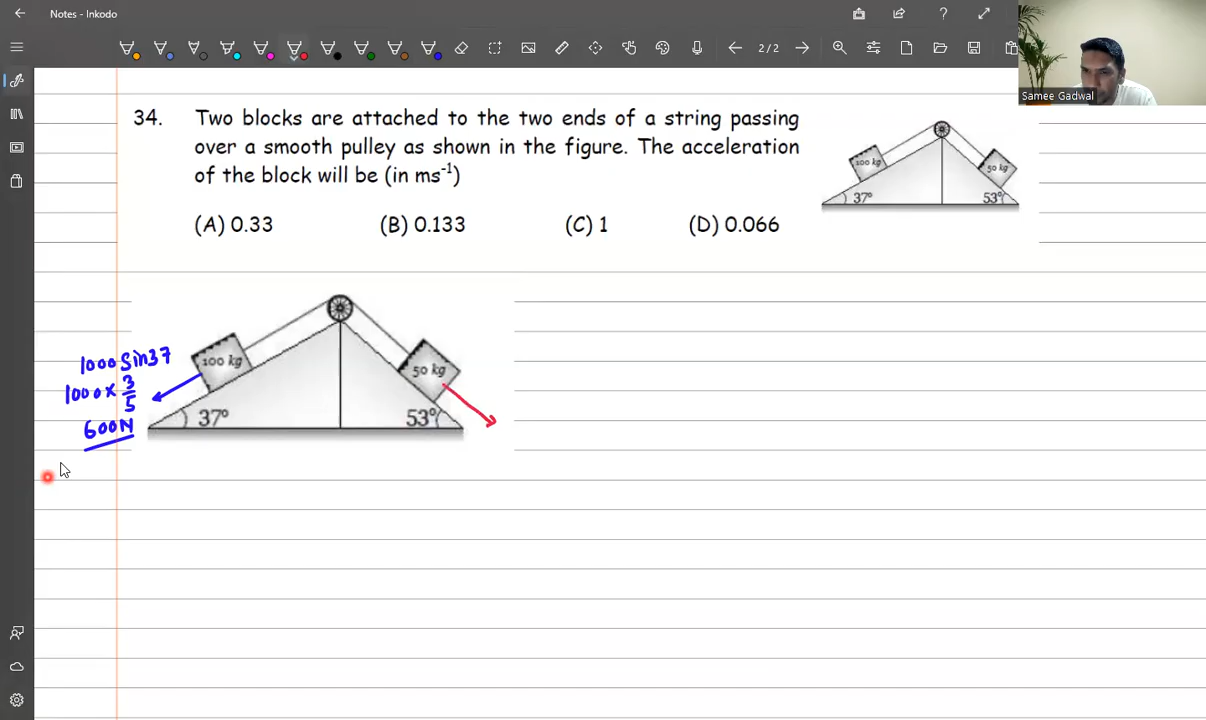 Notes - Inkodo
2/2
Samee Gadwal
34. Two blocks are attached to the two ends of a string passing
over a smooth pulley as shown in the figure. The acceleration
of the block will be (in ms⁻¹)
(A) 0.33 (B) 0.133 (C) 1 (D) 0.066
100 kg
50 kg
37° 53°
1000 Sin37
1000 × 3/5
600N
100 kg
50 kg
37° 53°